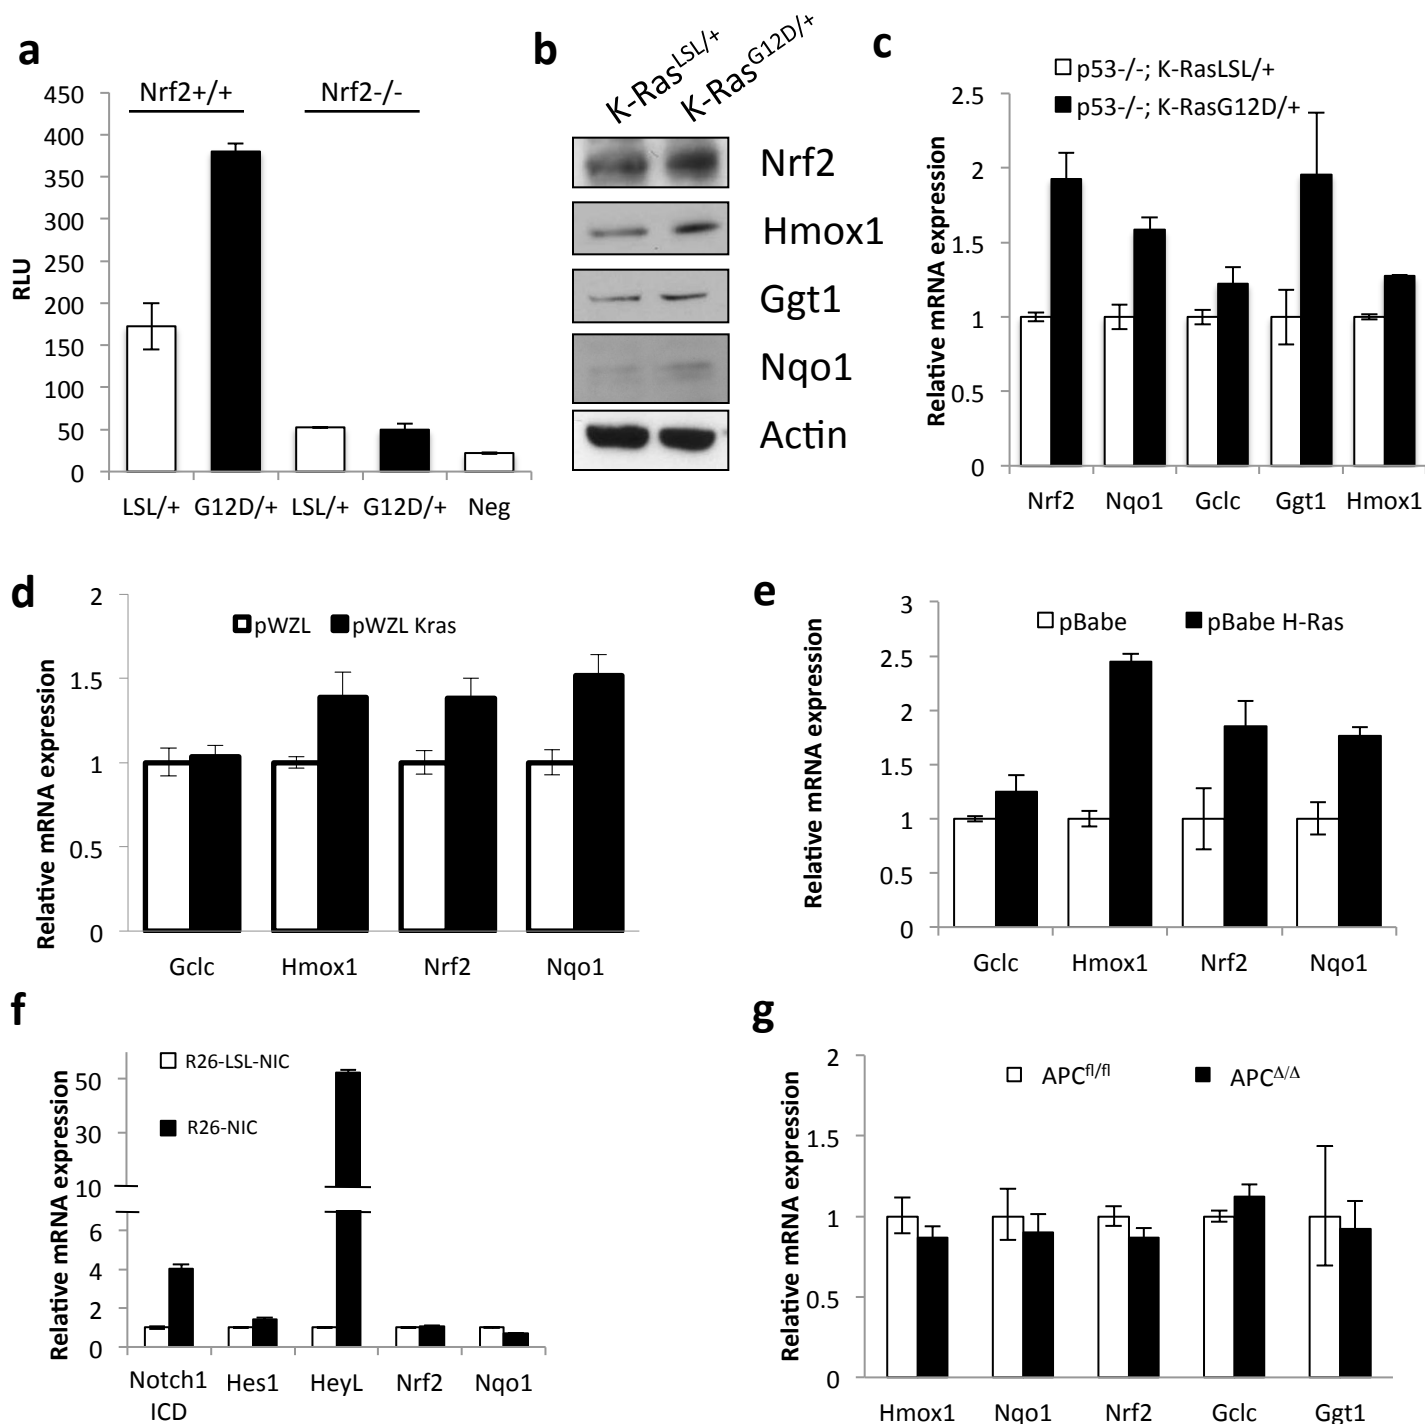 a
Nrf2+/+ Nrf2-/-
450
400
350
300
250
200
150
100
50
0
RLU
LSL/+ G12D/+ LSL/+ G12D/+ Neg
b
K-RasLSL/+
K-RasG12D/+
Nrf2
Hmox1
Ggt1
Nqo1
Actin
c
p53-/-; K-RasLSL/+
p53-/-; K-RasG12D/+
2.5
2
1.5
1
0.5
0
Relative mRNA expression
Nrf2 Nqo1 Gclc Ggt1 Hmox1
d
pWZL pWZL Kras
2
1.5
1
0.5
0
Relative mRNA expression
Gclc Hmox1 Nrf2 Nqo1
e
pBabe pBabe H-Ras
3
2.5
2
1.5
1
0.5
0
Relative mRNA expression
Gclc Hmox1 Nrf2 Nqo1
f
R26-LSL-NIC
R26-NIC
50
30
10
6
4
2
0
Relative mRNA expression
Notch1 Hes1 HeyL Nrf2 Nqo1
ICD
g
APCfl/fl APCΔ/Δ
2
1.5
1
0.5
0
Relative mRNA expression
Hmox1 Nqo1 Nrf2 Gclc Ggt1